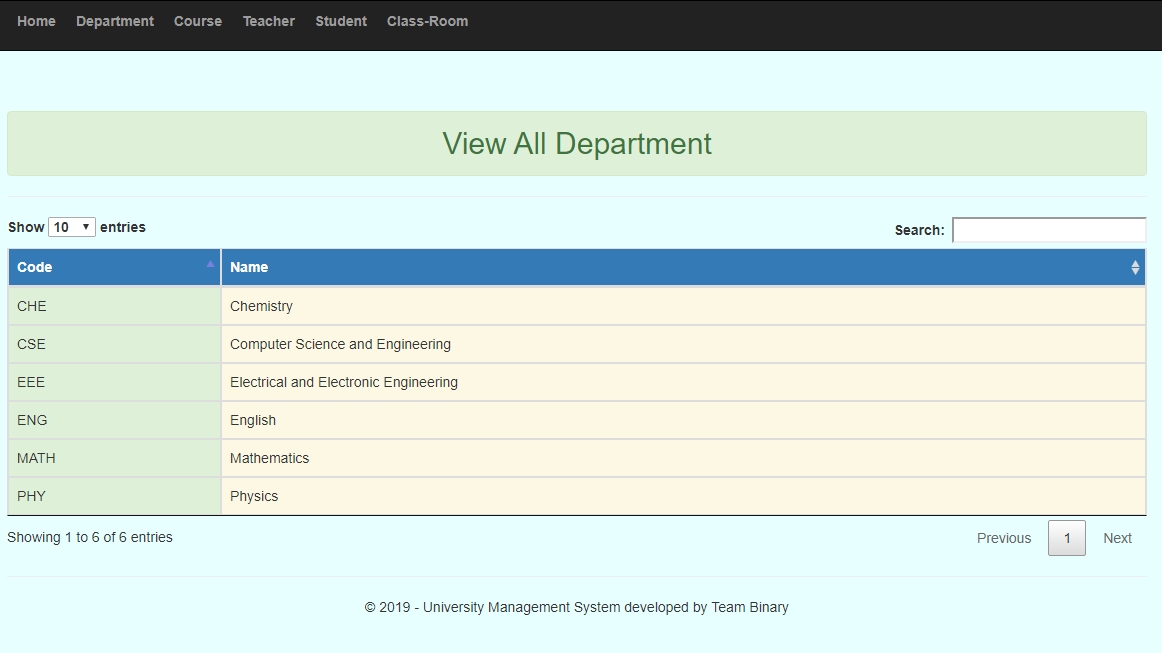 Home Department Course Teacher Student Class-Room
View All Department
Show 10 entries
Search:
Code Name
CHE Chemistry
CSE Computer Science and Engineering
EEE Electrical and Electronic Engineering
ENG English
MATH Mathematics
PHY Physics
Showing 1 to 6 of 6 entries
Previous 1 Next
© 2019 - University Management System developed by Team Binary